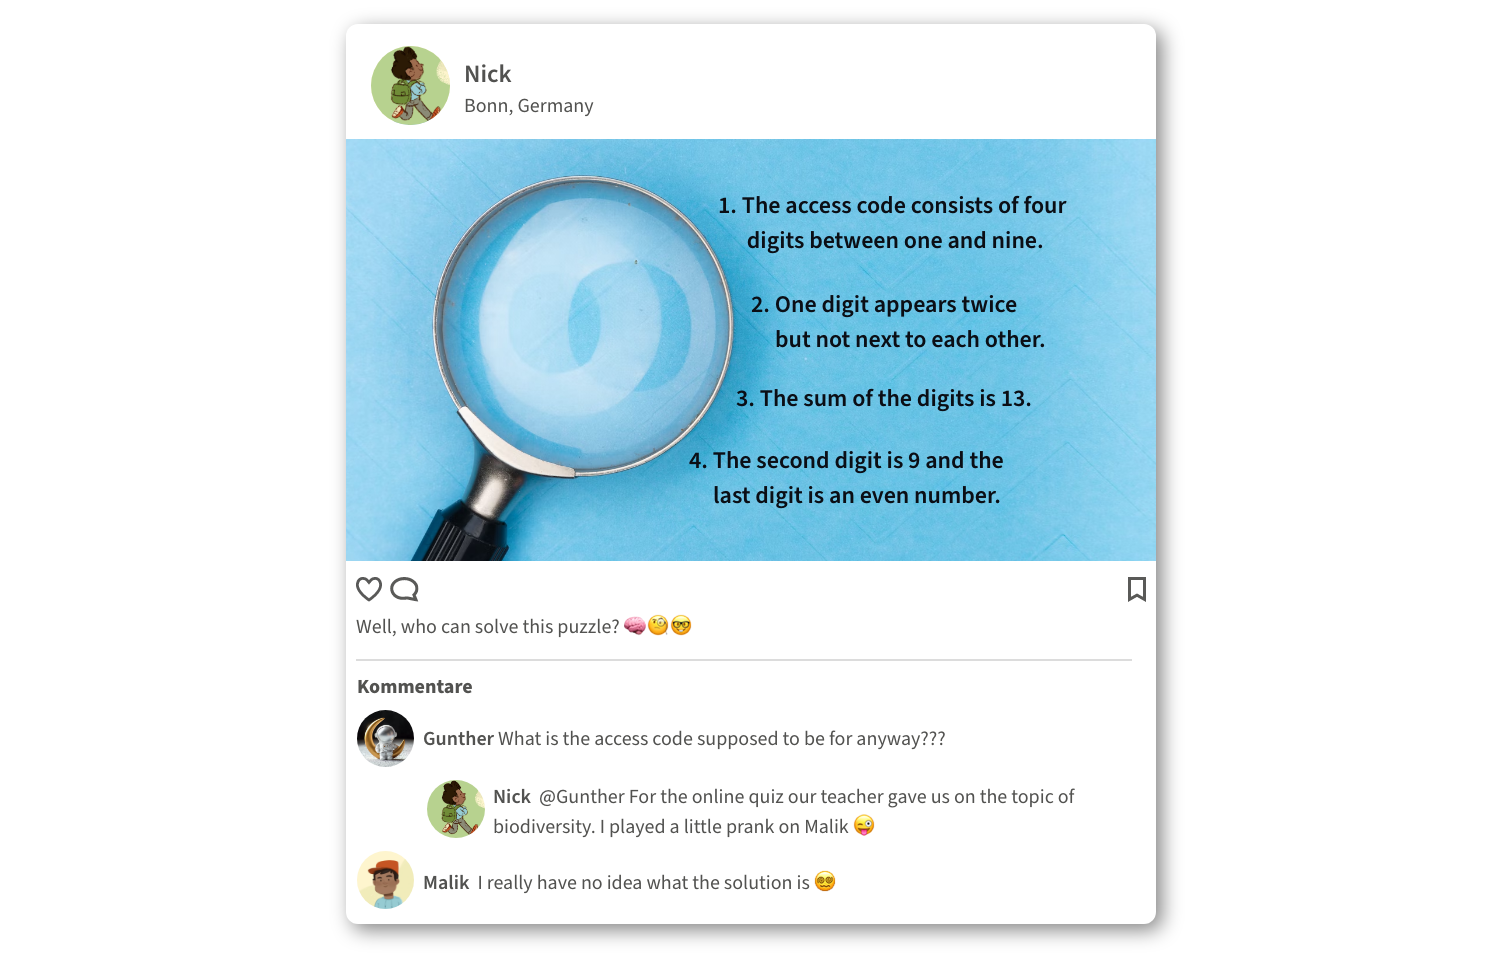 Nick
Bonn, Germany
1. The access code consists of four
digits between one and nine.
2. One digit appears twice
but not next to each other.
3. The sum of the digits is 13.
4. The second digit is 9 and the
last digit is an even number.
Well, who can solve this puzzle? 🧠🧐🤓
Kommentare
Gunther What is the access code supposed to be for anyway???
Nick @Gunther For the online quiz our teacher gave us on the topic of
biodiversity. I played a little prank on Malik 😜
Malik I really have no idea what the solution is 😵‍💫